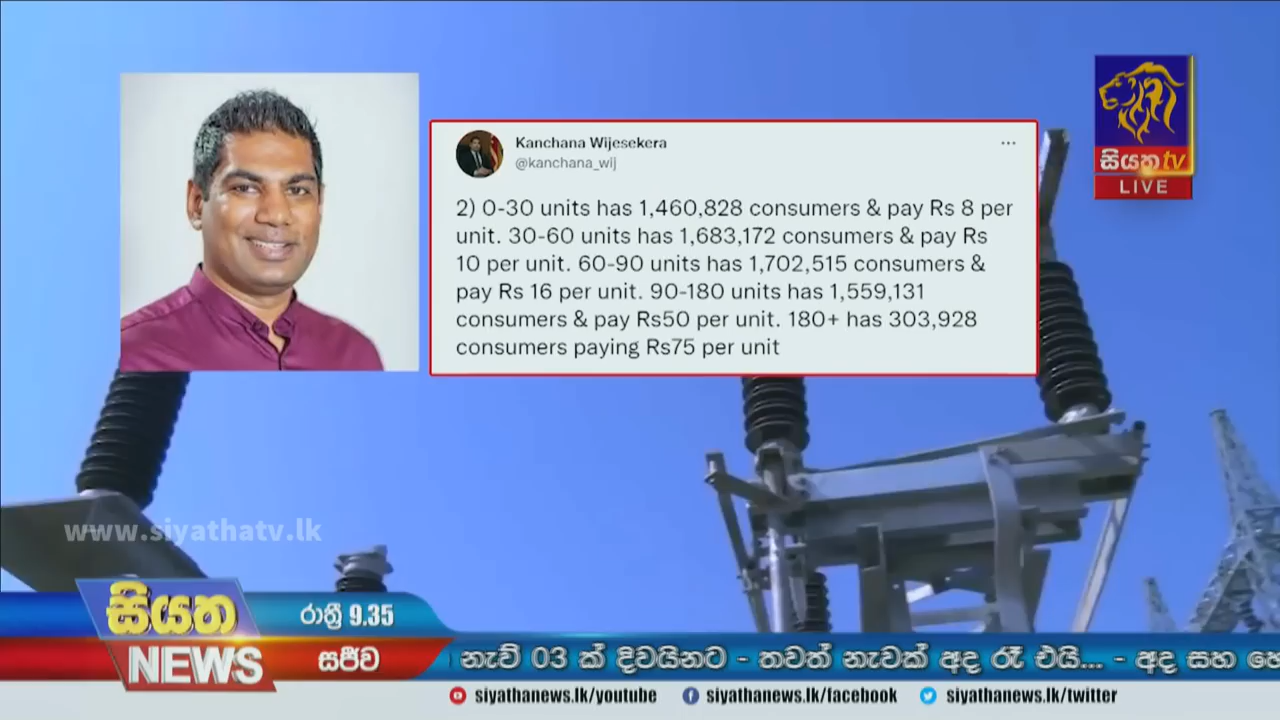 Kanchana Wijesekera
@kanchana_wij
2) 0-30 units has 1,460,828 consumers & pay Rs 8 per
unit. 30-60 units has 1,683,172 consumers & pay Rs
10 per unit. 60-90 units has 1,702,515 consumers &
pay Rs 16 per unit. 90-180 units has 1,559,131
consumers & pay Rs50 per unit. 180+ has 303,928
consumers paying Rs75 per unit
සියත tv
LIVE
www.siyathatv.lk
සියත
NEWS
රාත්‍රී 9.35
සජීව
නැව් 03 ක් දිවයිනට - තවත් නැවක් අද රෑ එයි... - අද සහ
siyathanews.lk/youtube
siyathanews.lk/facebook
siyathanews.lk/twitter